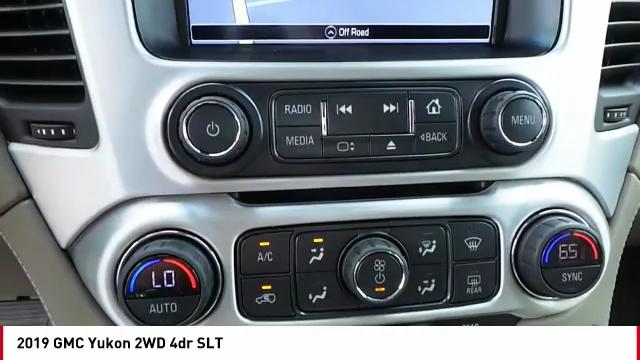 Off Road
RADIO
MEDIA
MENU
BACK
A/C
LO
AUTO
65
SYNC
REAR
2019 GMC Yukon 2WD 4dr SLT